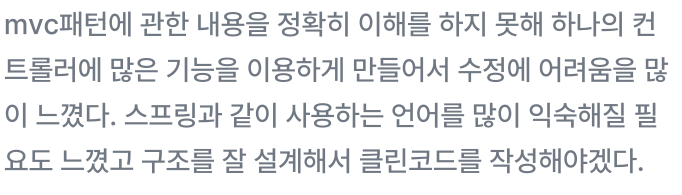 mvc패턴에 관한 내용을 정확히 이해를 하지 못해 하나의 컨
트롤러에 많은 기능을 이용하게 만들어서 수정에 어려움을 많
이 느꼈다. 스프링과 같이 사용하는 언어를 많이 익숙해질 필
요도 느꼈고 구조를 잘 설계해서 클린코드를 작성해야겠다.